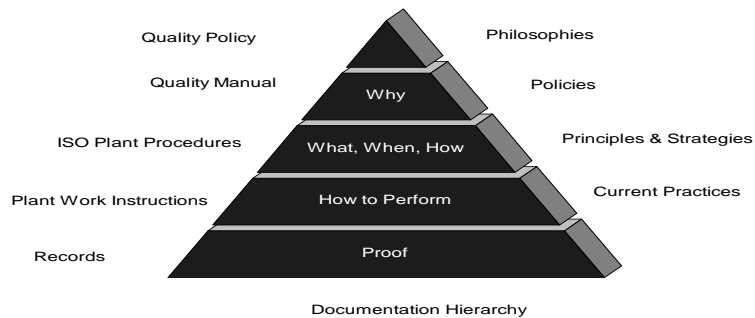 Quality Policy
Philosophies
Quality Manual
Why
Policies
ISO Plant Procedures
What, When, How
Principles & Strategies
Plant Work Instructions
How to Perform
Current Practices
Records
Proof
Documentation Hierarchy